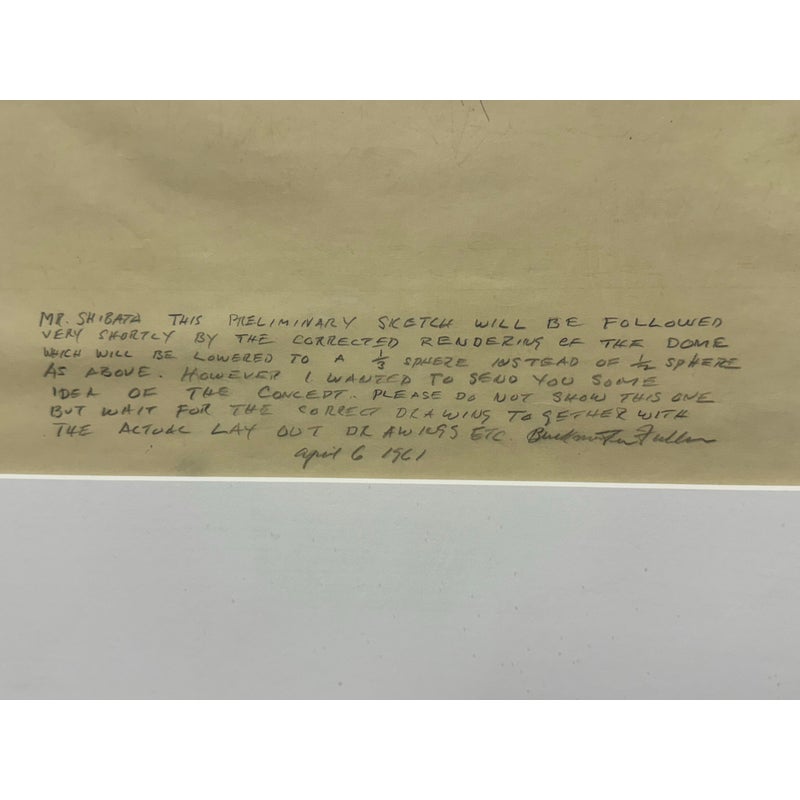 MR. SHIBATA THIS PRELIMINARY SKETCH WILL BE FOLLOWED
VERY SHORTLY BY THE CORRECTED RENDERING OF THE DOME
WHICH WILL BE LOWERED TO A 1/3 SPHERE INSTEAD OF 1/2 SPHERE
AS ABOVE. HOWEVER I WANTED TO SEND YOU SOME
IDEA OF THE CONCEPT. PLEASE DO NOT SHOW THIS ONE
BUT WAIT FOR THE CORRECT DRAWING TOGETHER WITH
THE ACTUAL LAY OUT DRAWINGS ETC. Buckminster Fuller
April 6 1961